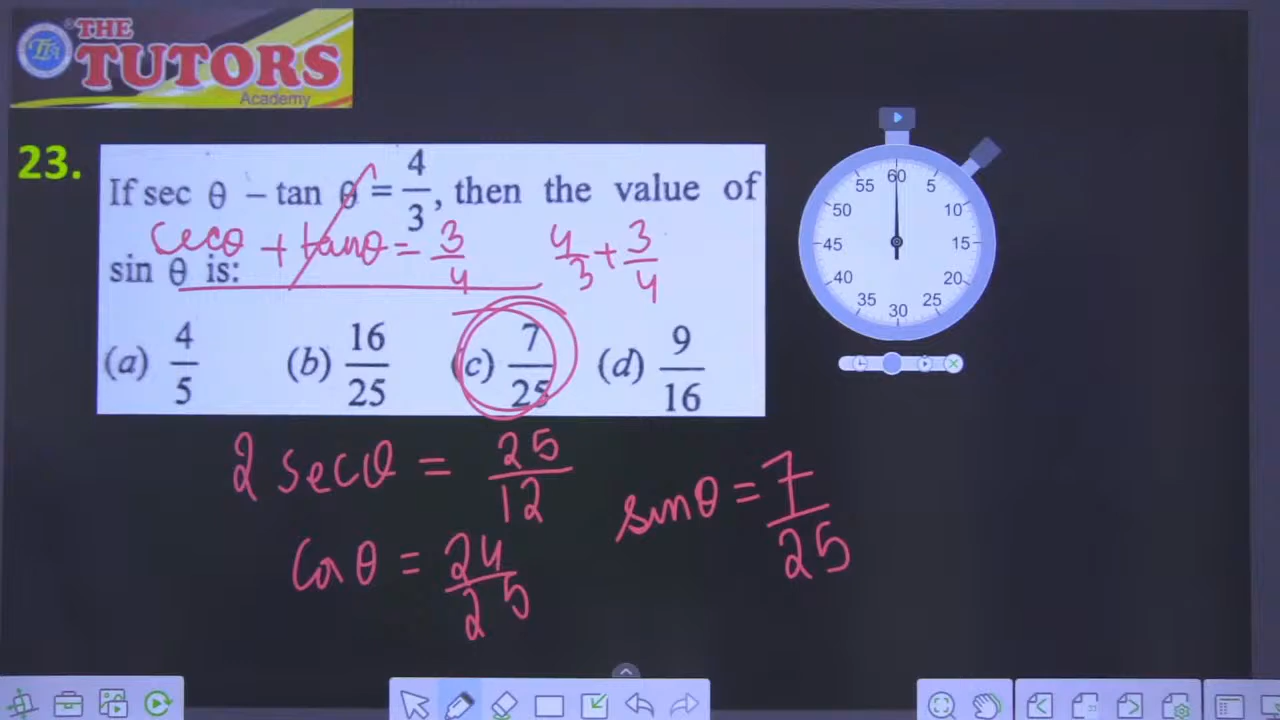 THE
TUTORS
Academy
23.
If sec θ − tan θ = 4/3, then the value of
secθ + tanθ = 3/4    4/3 + 3/4
sin θ is:
(a) 4/5 (b) 16/25 (c) 7/25 (d) 9/16
2 secθ = 25/12
sinθ = 7/25
Cosθ = 24/25
60
55 5
50 10
45 15
40 20
35 25
30